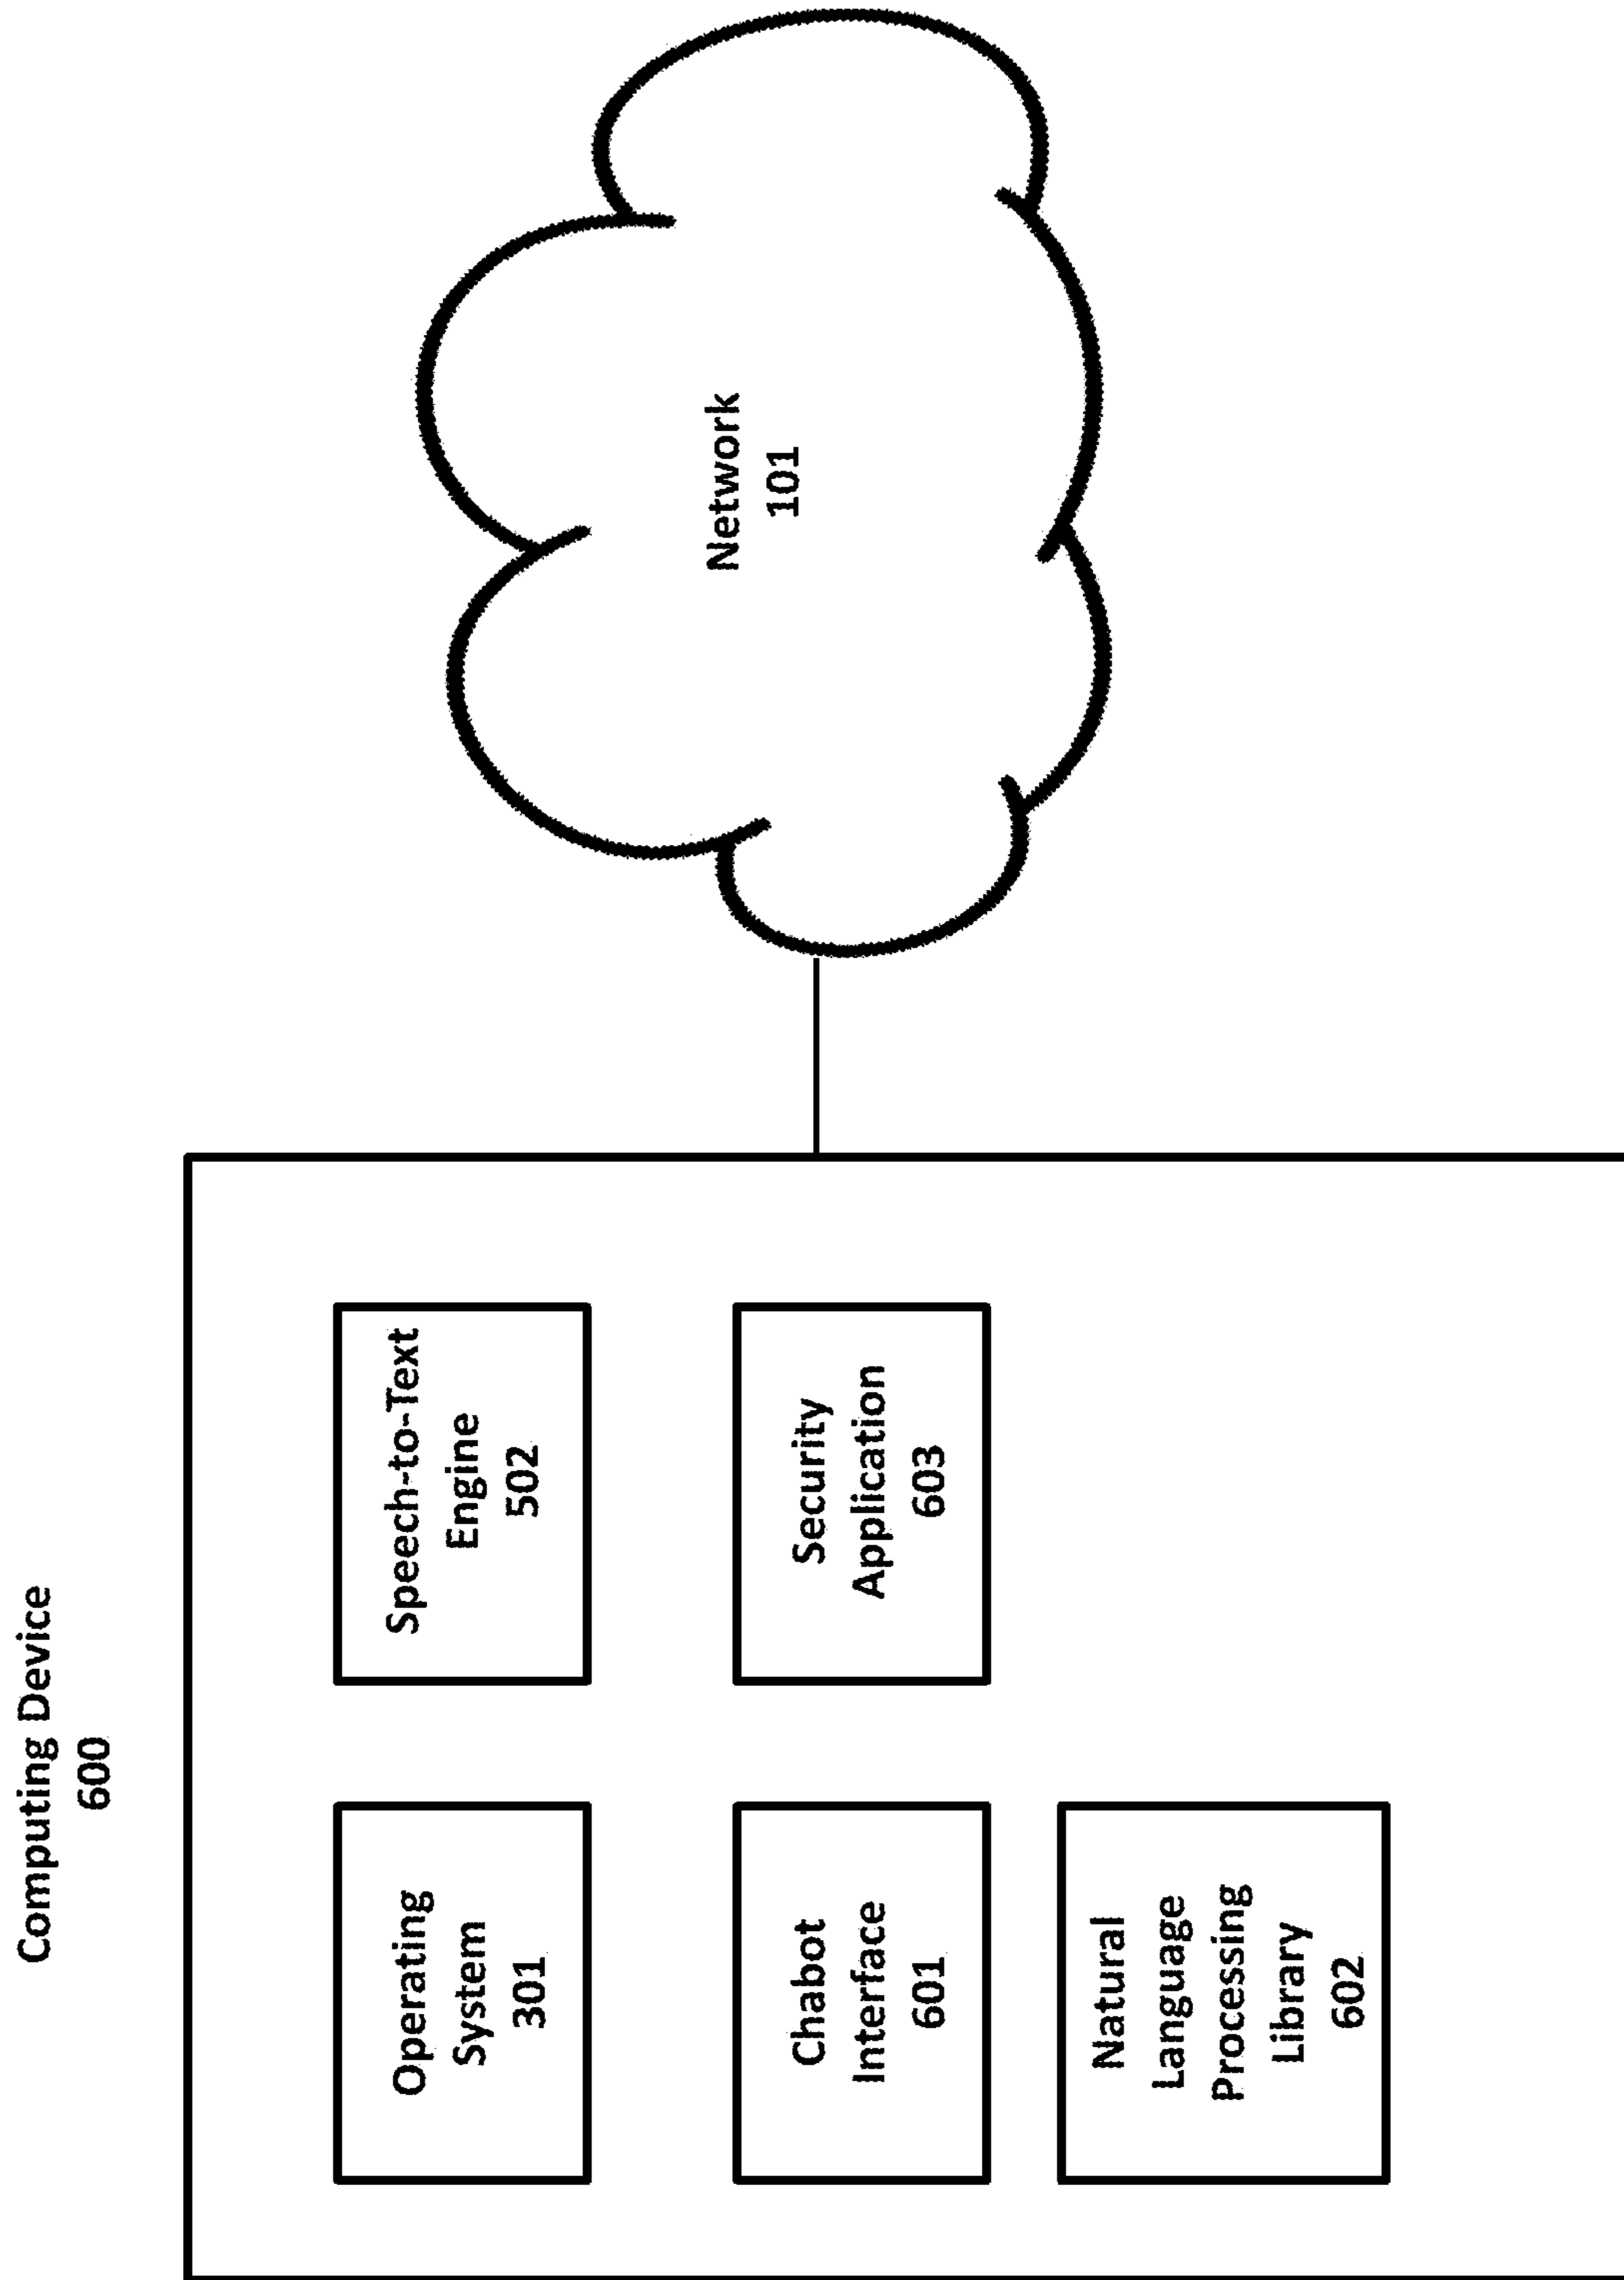 Computing Device
600
Operating
System
301
Speech-to-Text
Engine
502
Chabot
Interface
601
Security
Application
603
Natural
Language
Processing
Library
602
Network
101